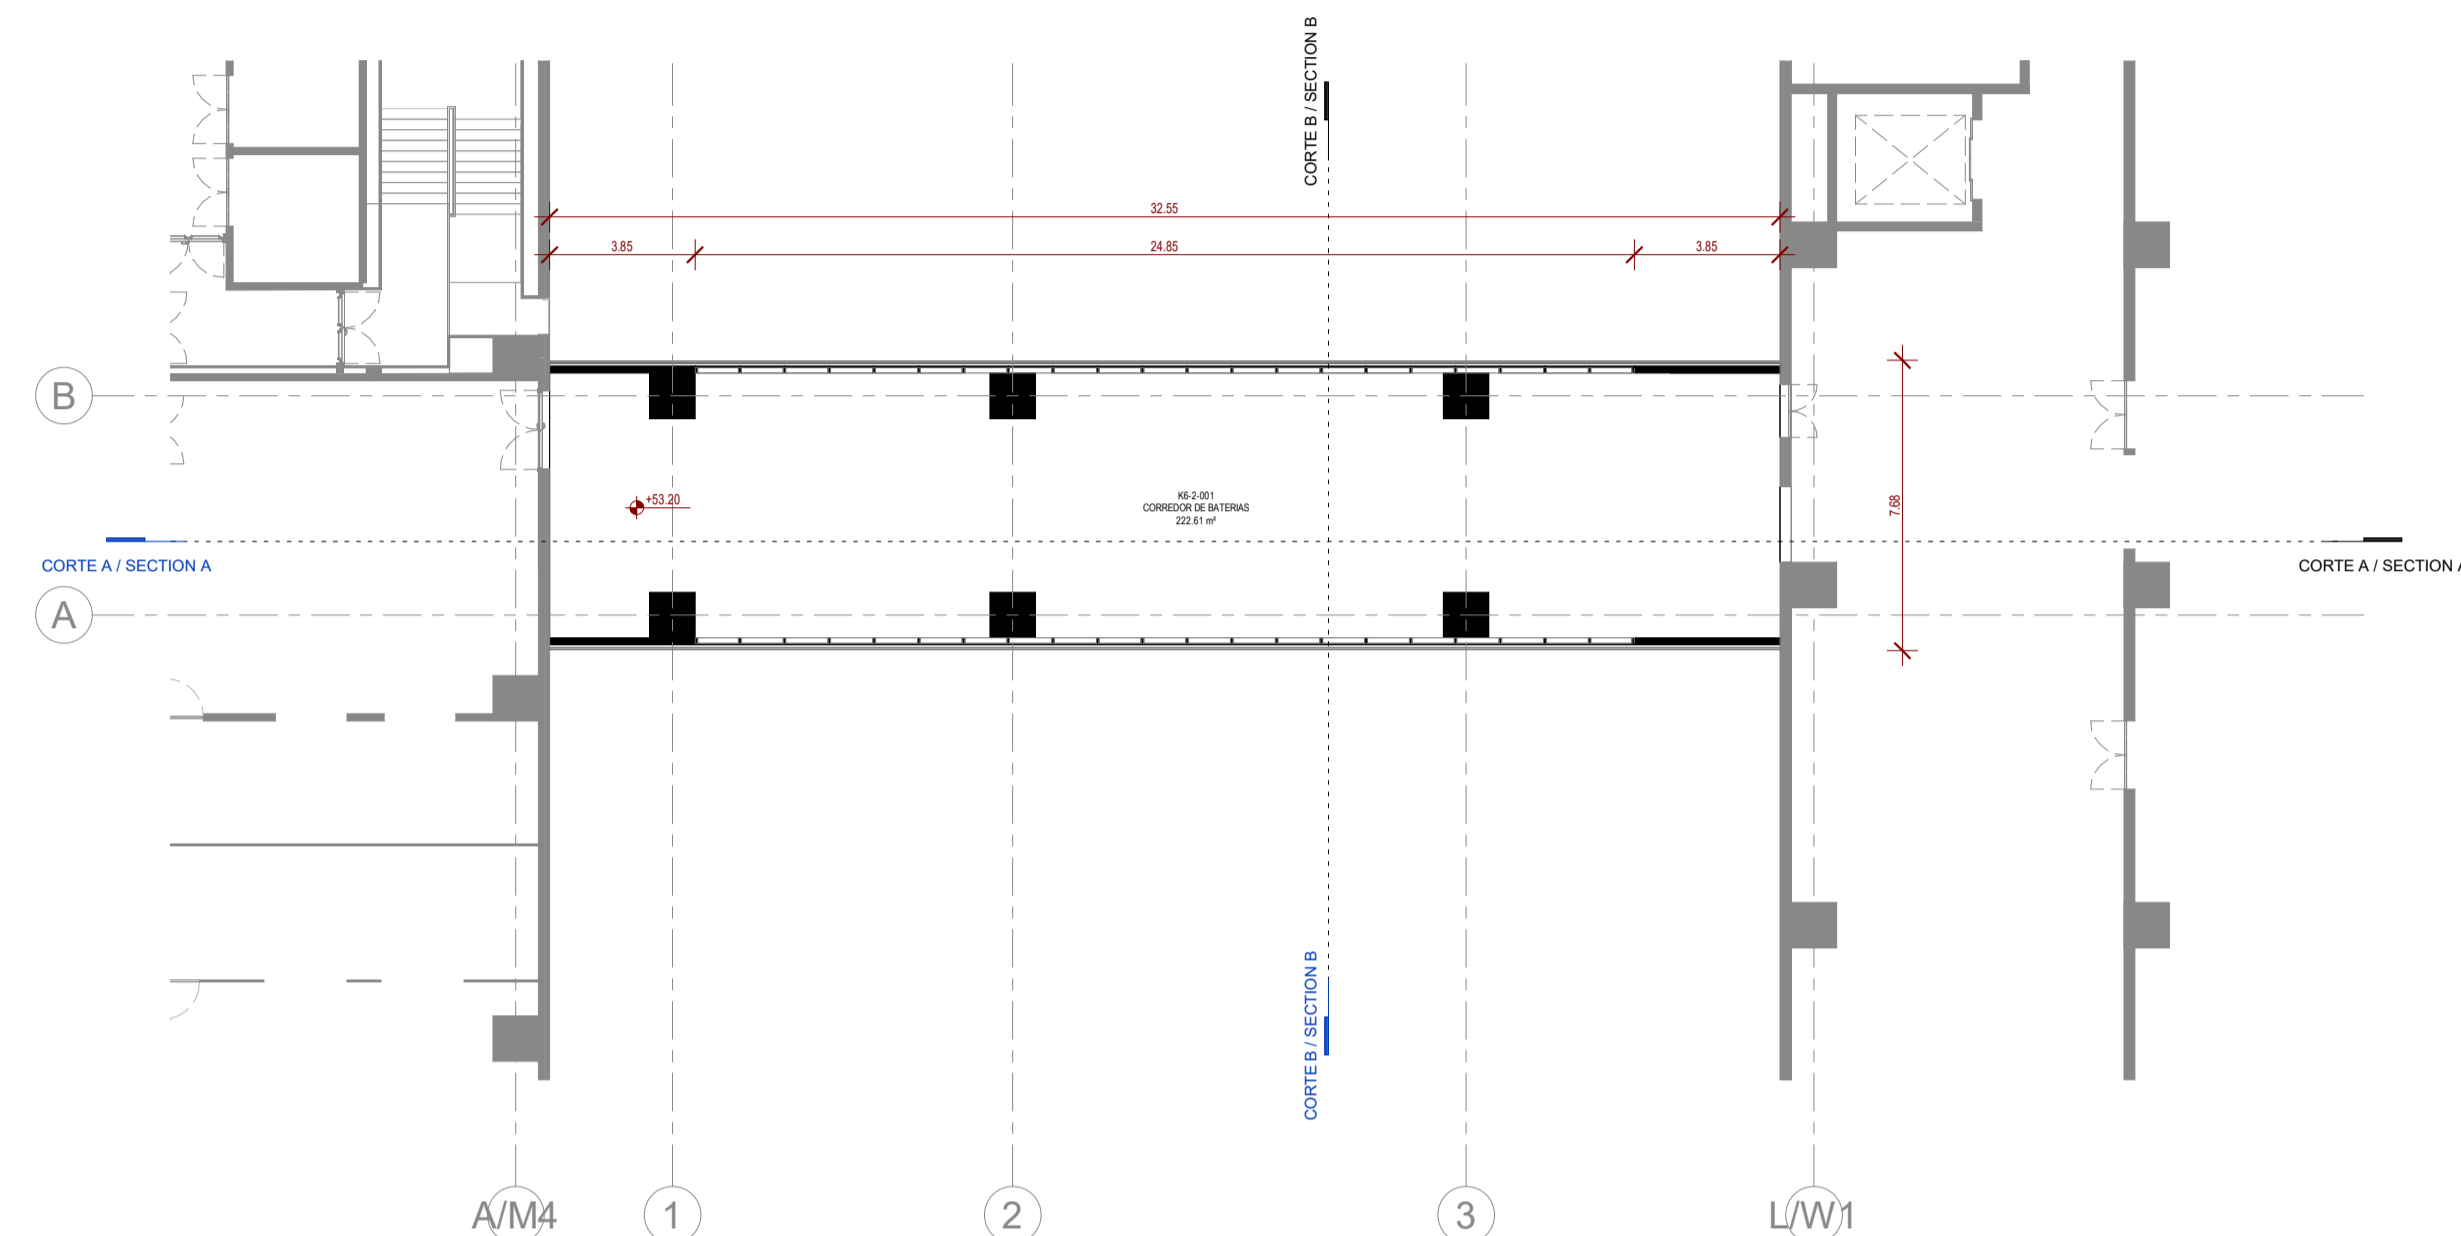 CORTE B / SECTION B
32.55
3.85
24.85
3.85
B
7.68
+53.20
K6-2-001
CORREDOR DE BATERIAS
222.61 m²
CORTE A / SECTION A
CORTE A / SECTION A
A
CORTE B / SECTION B
A/M4
1
2
3
L/W1